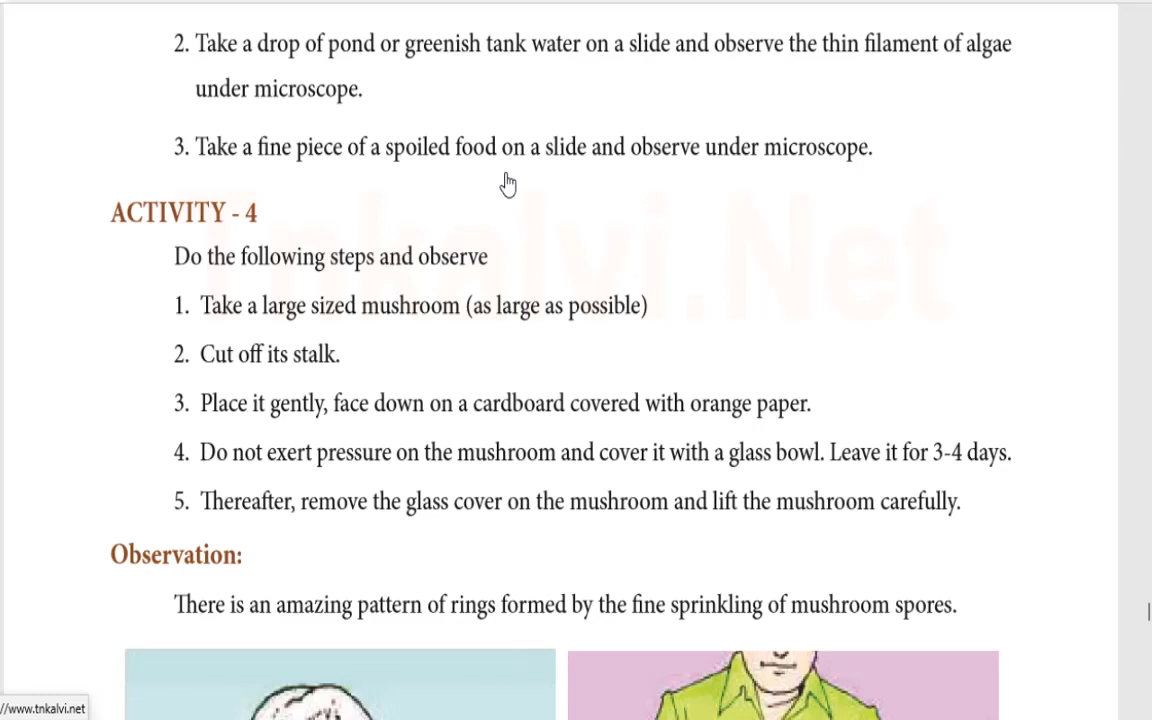 2. Take a drop of pond or greenish tank water on a slide and observe the thin filament of algae
under microscope.
3. Take a fine piece of a spoiled food on a slide and observe under microscope.
ACTIVITY - 4
Do the following steps and observe
1. Take a large sized mushroom (as large as possible)
2. Cut off its stalk.
3. Place it gently, face down on a cardboard covered with orange paper.
4. Do not exert pressure on the mushroom and cover it with a glass bowl. Leave it for 3-4 days.
5. Thereafter, remove the glass cover on the mushroom and lift the mushroom carefully.
Observation:
There is an amazing pattern of rings formed by the fine sprinkling of mushroom spores.
Tnkalvi.Net
//www.tnkalvi.net